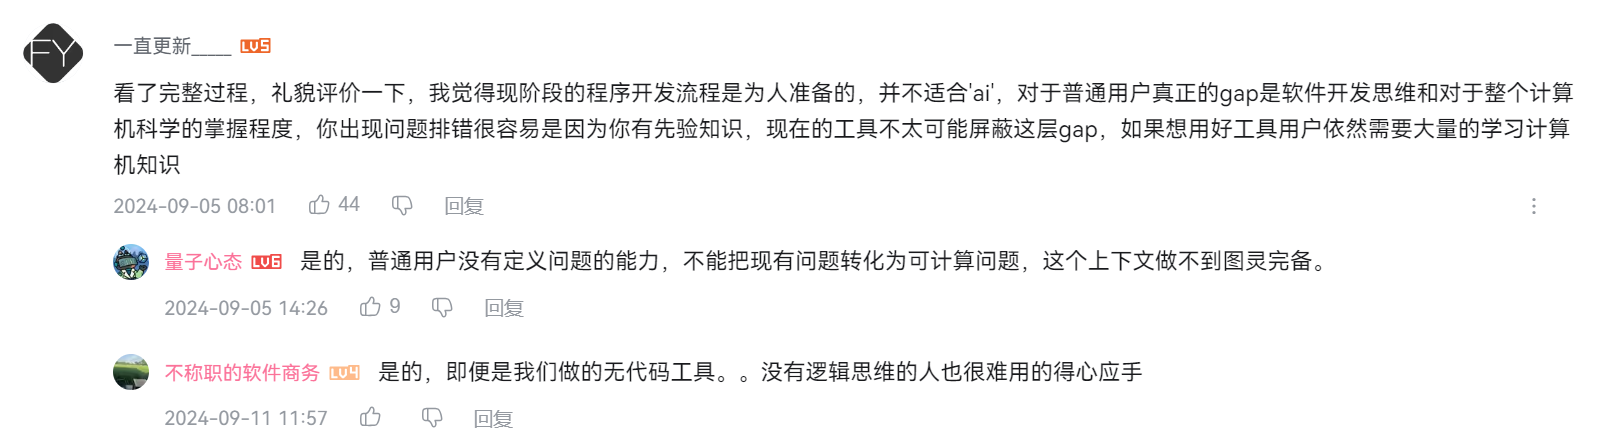 FY
一直更新_____ LV5
看了完整过程，礼貌评价一下，我觉得现阶段的程序开发流程是为人准备的，并不适合'ai'，对于普通用户真正的gap是软件开发思维和对于整个计算
机科学的掌握程度，你出现问题排错很容易是因为你有先验知识，现在的工具不太可能屏蔽这层gap，如果想用好工具用户依然需要大量的学习计算
机知识
2024-09-05 08:01 44 回复
量子心态 LV6 是的，普通用户没有定义问题的能力，不能把现有问题转化为可计算问题，这个上下文做不到图灵完备。
2024-09-05 14:26 9 回复
不称职的软件商务 LV4 是的，即便是我们做的无代码工具。。没有逻辑思维的人也很难用的得心应手
2024-09-11 11:57 回复